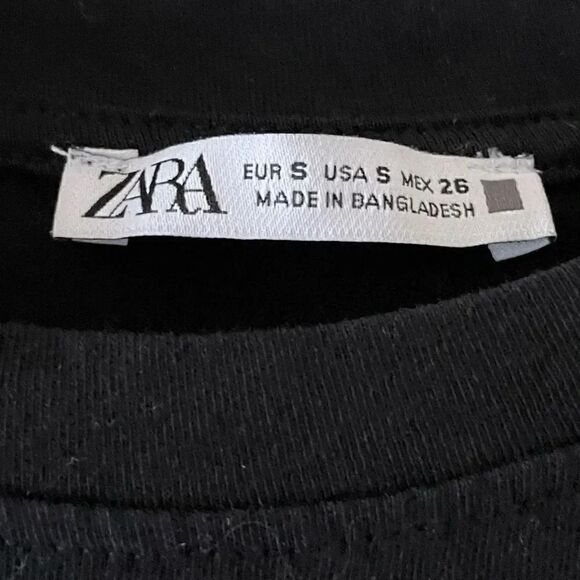 ZARA
EUR S USA S MEX 26
MADE IN BANGLADESH